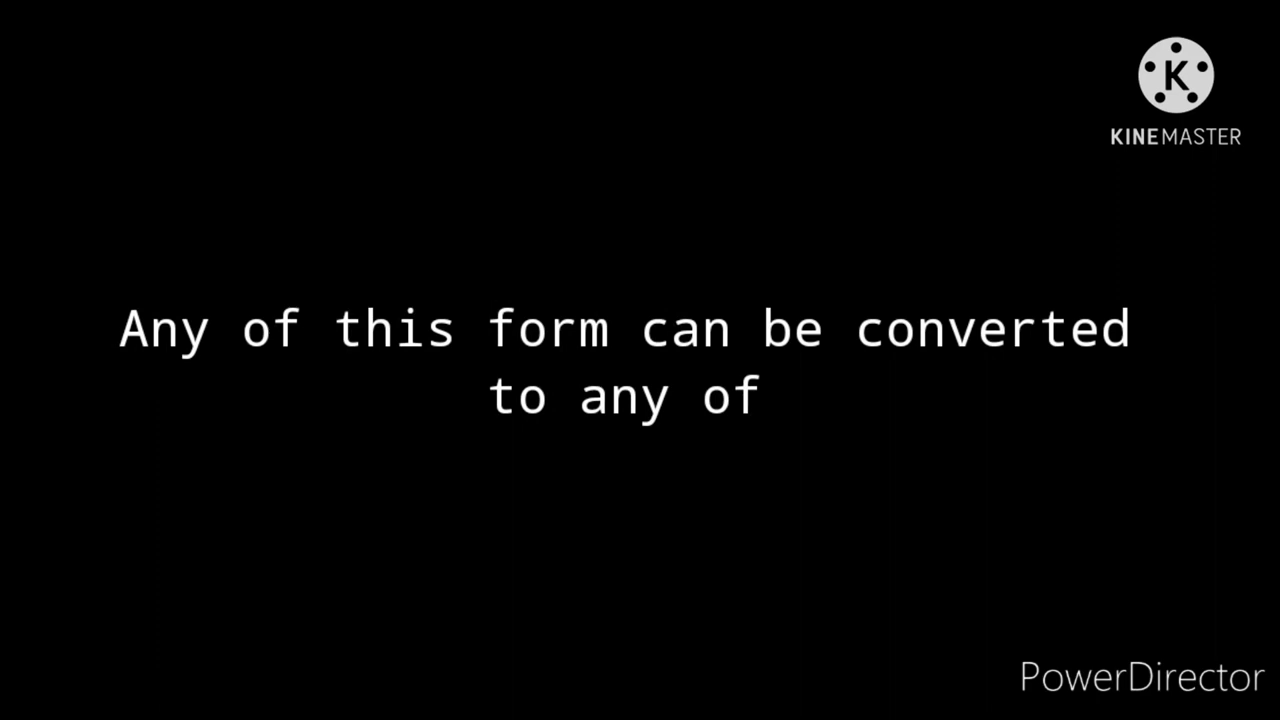 K
KINEMASTER
Any of this form can be converted
to any of
PowerDirector